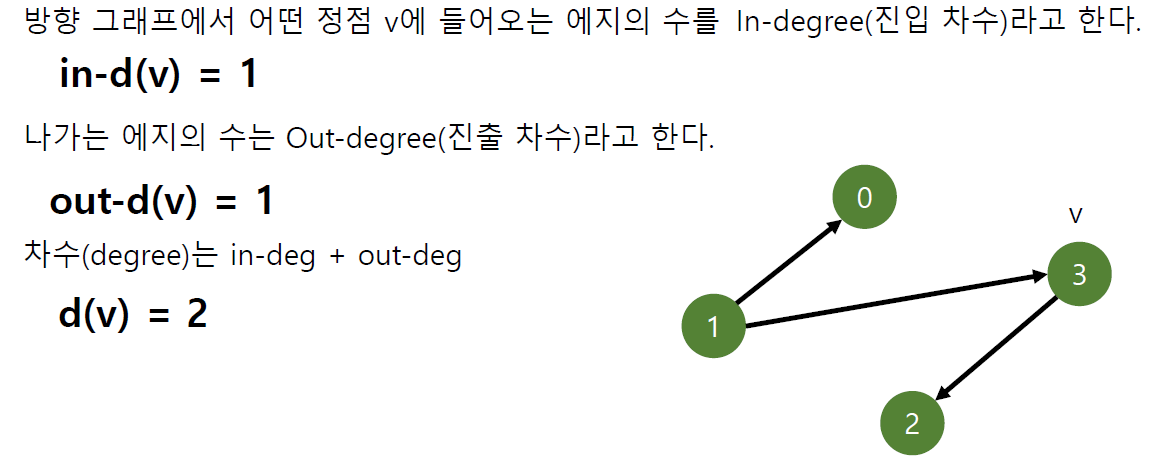 방향 그래프에서 어떤 정점 v에 들어오는 에지의 수를 In-degree(진입 차수)라고 한다.
in-d(v) = 1
나가는 에지의 수는 Out-degree(진출 차수)라고 한다.
out-d(v) = 1
차수(degree)는 in-deg + out-deg
d(v) = 2
0
v
3
1
2